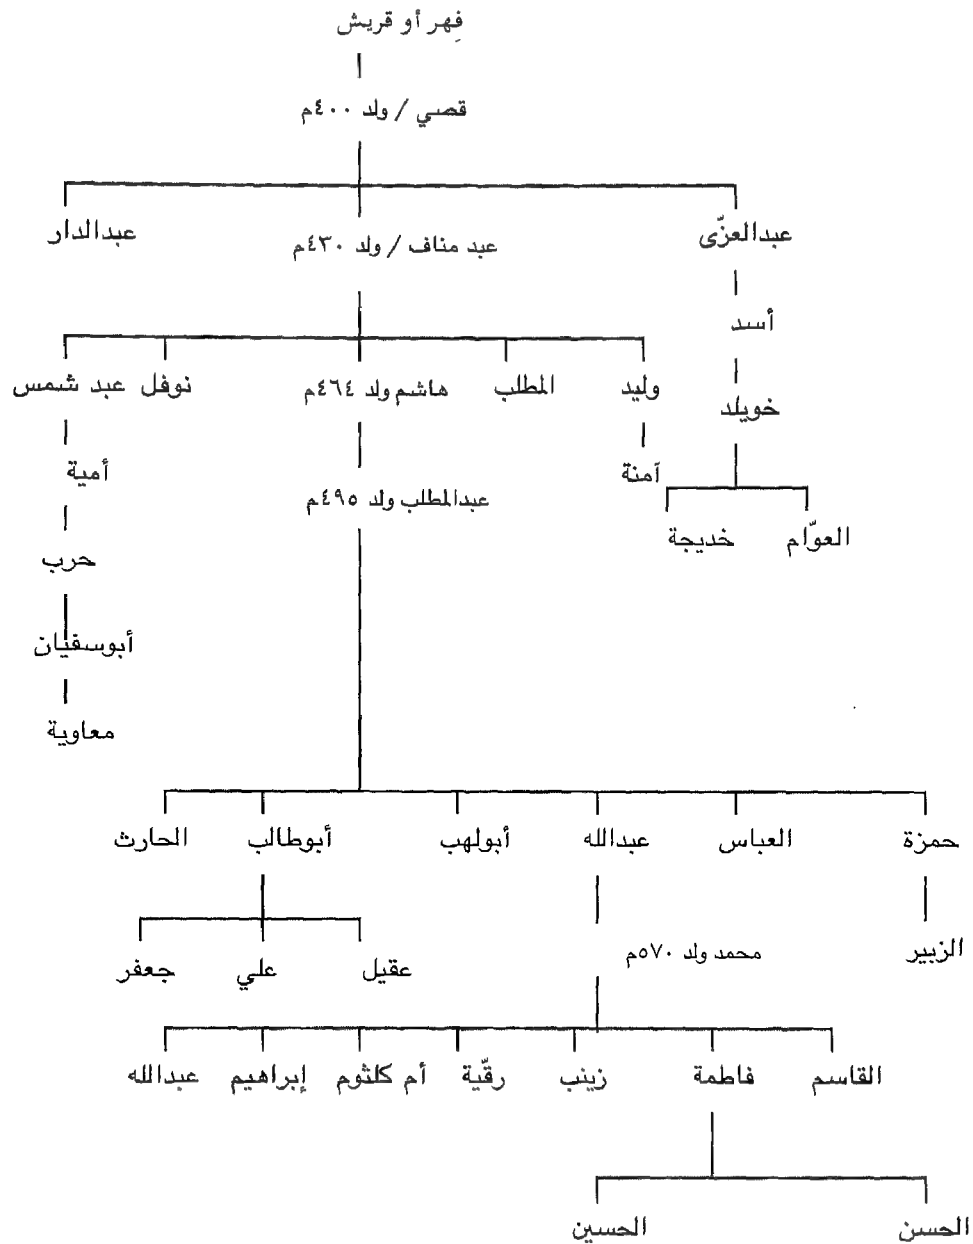 فِهر أو قريش
قصي / ولد ٤٠٠م
عبدالعزّى عبد مناف / ولد ٤٣٠م عبدالدار
أسد
وليد المطلب هاشم ولد ٤٦٤م نوفل عبد شمس
خويلد
آمنة أمية
عبدالمطلب ولد ٤٩٥م
العوّام خديجة
حرب
أبوسفيان
معاوية
حمزة العباس عبدالله أبولهب أبوطالب الحارث
الزبير محمد ولد ٥٧٠م
عقيل علي جعفر
القاسم فاطمة زينب رقّية أم كلثوم إبراهيم عبدالله
الحسن الحسين